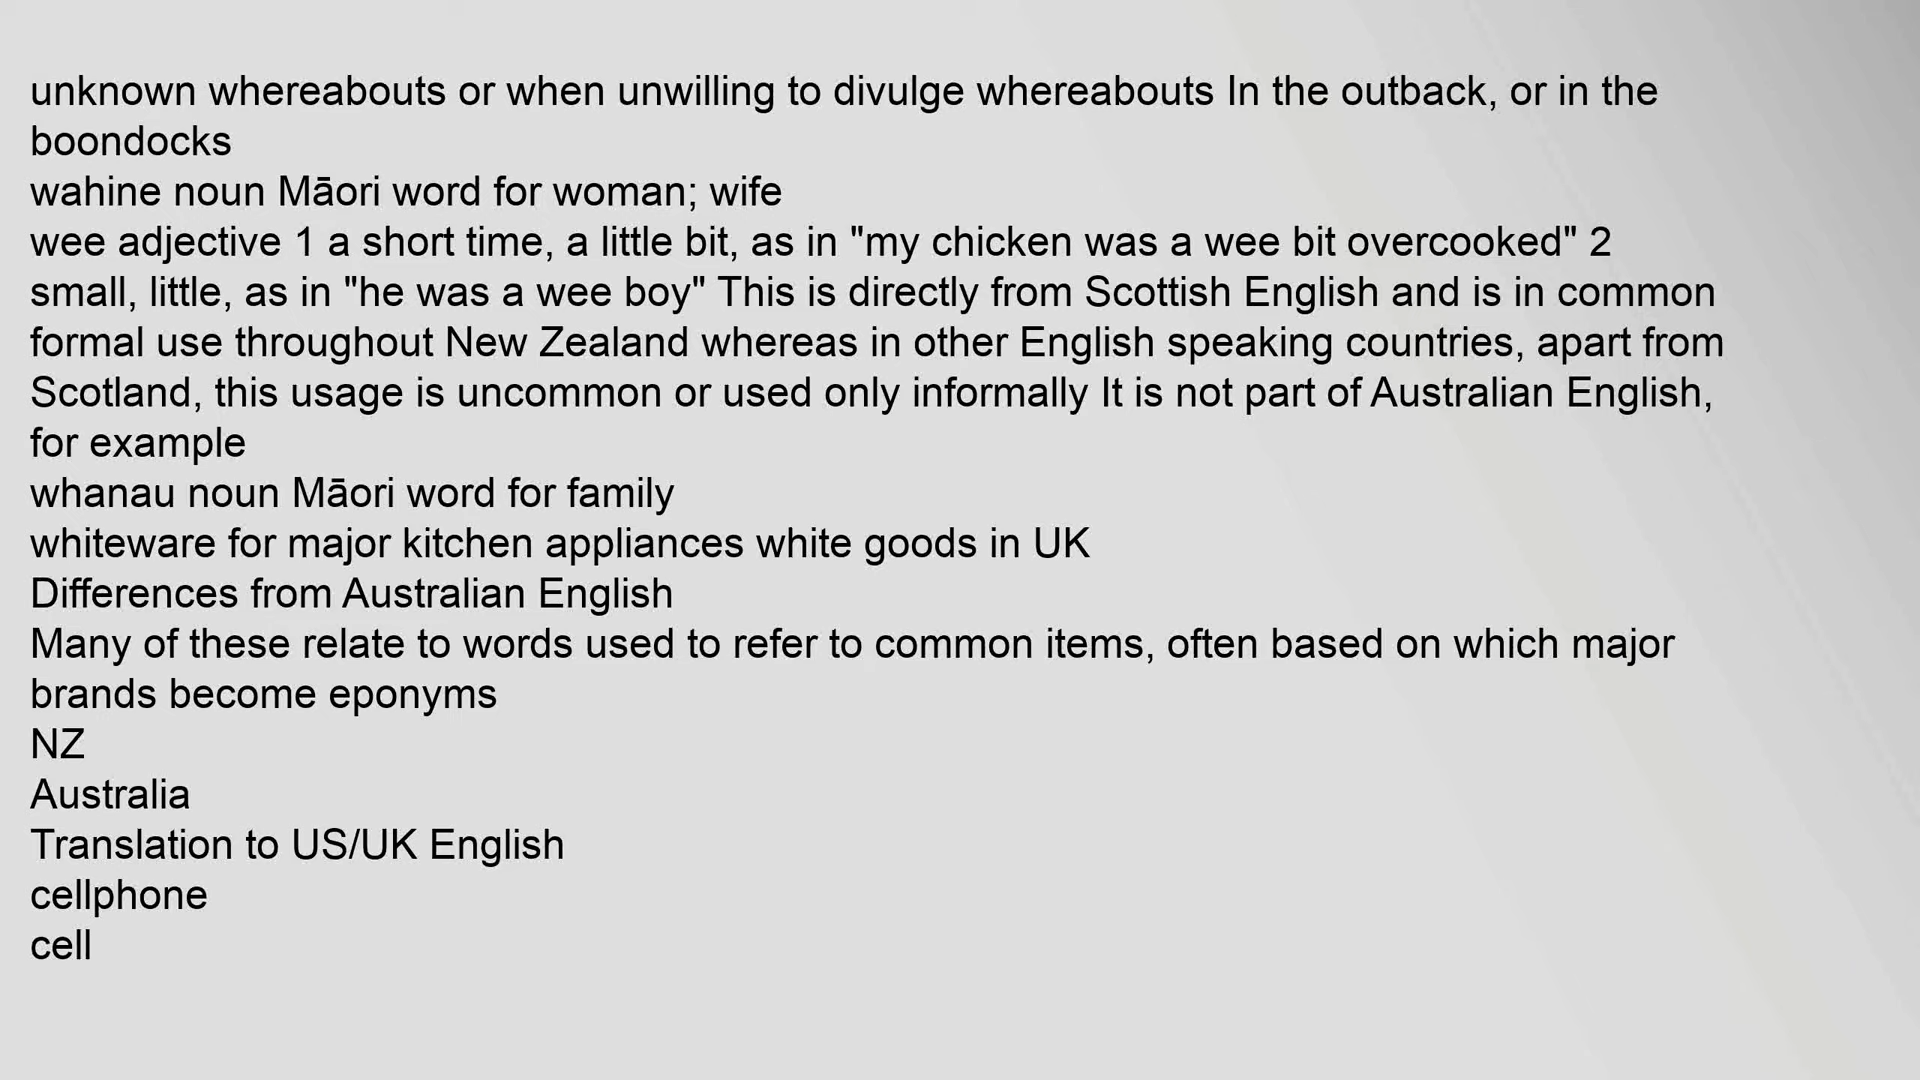 unknown whereabouts or when unwilling to divulge whereabouts In the outback, or in the
boondocks
wahine noun Māori word for woman; wife
wee adjective 1 a short time, a little bit, as in "my chicken was a wee bit overcooked" 2
small, little, as in "he was a wee boy" This is directly from Scottish English and is in common
formal use throughout New Zealand whereas in other English speaking countries, apart from
Scotland, this usage is uncommon or used only informally It is not part of Australian English,
for example
whanau noun Māori word for family
whiteware for major kitchen appliances white goods in UK
Differences from Australian English
Many of these relate to words used to refer to common items, often based on which major
brands become eponyms
NZ
Australia
Translation to US/UK English
cellphone
cell